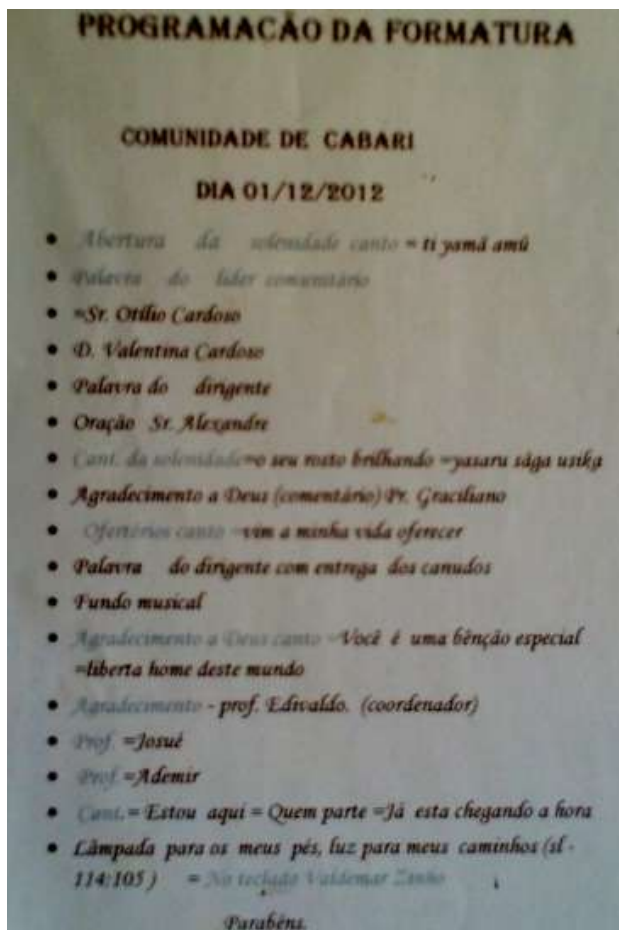 PROGRAMACÃO DA FORMATURA
COMUNIDADE DE CABARI
DIA 01/12/2012
• Abertura da solenidade canto = ti yamã amũ
• Palavra do lider comunitário
• =Sr. Otílio Cardoso
• D. Valentina Cardoso
• Palavra do dirigente
• Oração Sr. Alexandre
• Cant. da solenidade=o seu rosto brilhando =yasaru sága usika
• Agradecimento a Deus (comentário) Pr. Graciliano
• Ofertórios canto =vim a minha vida oferecer
• Palavra do dirigente com entrega dos canudos
• Fundo musical
• Agradecimento a Deus canto =Você é uma bênção especial
=liberta home deste mundo
• Agradecimento - prof. Edivaldo. (coordenador)
• Prof. =Josué
• Prof =Ademir
• Cant.= Estou aqui = Quem parte =Já esta chegando a hora
• Lâmpada para os meus pés, luz para meus caminhos (sl -
114:105 ) = No teclado Valdemar
Parabéns.